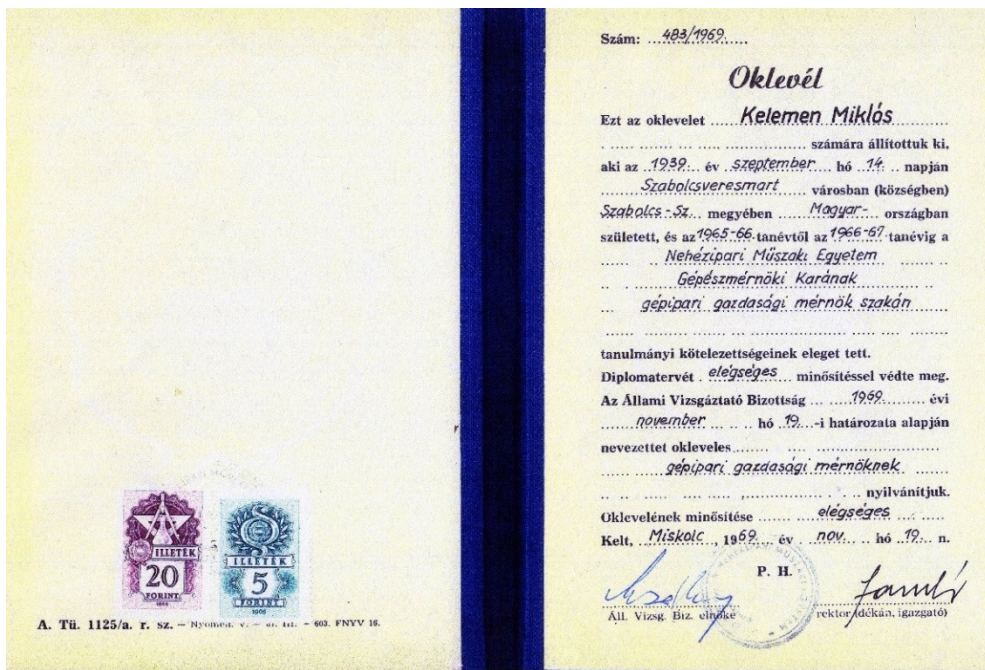 ILLETÉK
20
FORINT
ILLETÉK
5
FORINT
A. Tü. 1125/a. r. sz. — 603. FNYV 16.
Szám: 483/1969.
Oklevél
Ezt az oklevelet Kelemen Miklós
számára állítottuk ki,
aki az 1939. év szeptember hó 14. napján
Szabolcsveresmart városban (községben)
Szabolcs-Sz. megyében Magyar- országban
született, és az 1965-66 tanévtől az 1966-67 tanévig a
Nehézipari Műszaki Egyetem
Gépészmérnöki Karának
gépipari gazdasági mérnök szakán
tanulmányi kötelezettségeinek eleget tett.
Diplomatervét elégséges minősítéssel védte meg.
Az Állami Vizsgáztató Bizottság 1969. évi
november hó 19.-i határozata alapján
nevezettet okleveles
gépipari gazdasági mérnöknek
nyilvánítjuk.
Oklevelének minősítése elégséges
Kelt, Miskolc, 1969. év nov. hó 19. n.
P. H.
Áll. Vizsg. Biz. elnöke
rektor (dékán, igazgató)